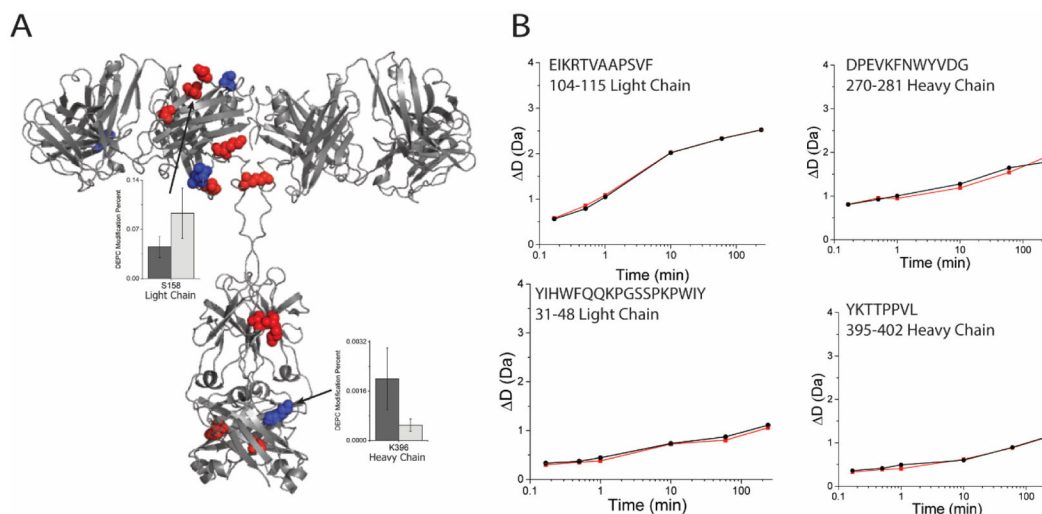 A
0.14
0.07
0.00
DEPC Modification Percent
S158
Light Chain
0.0032
0.0016
0.0000
DEPC Modification Percent
K396
Heavy Chain
B
EIKRTVAAPSVF
104-115 Light Chain
4
3
2
1
0
ΔD (Da)
0.1 1 10 100
Time (min)
DPEVKFNWYVDG
270-281 Heavy Chain
4
3
2
1
0
ΔD (Da)
0.1 1 10 100
Time (min)
YIHWFQQKPGSSPKPWIY
31-48 Light Chain
4
3
2
1
0
ΔD (Da)
0.1 1 10 100
Time (min)
YKTTPPVL
395-402 Heavy Chain
4
3
2
1
0
ΔD (Da)
0.1 1 10 100
Time (min)